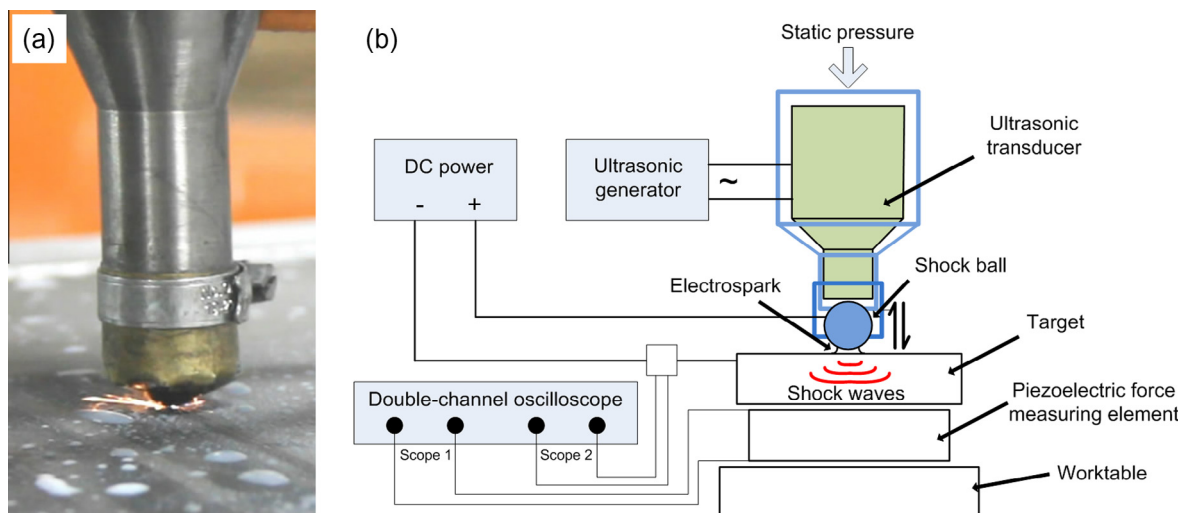 (a)
(b)
Static pressure
DC power
- +
Ultrasonic
generator
~
Ultrasonic
transducer
Electrospark
Shock ball
Target
Shock waves
Double-channel oscilloscope
Scope 1
Scope 2
Piezoelectric force
measuring element
Worktable